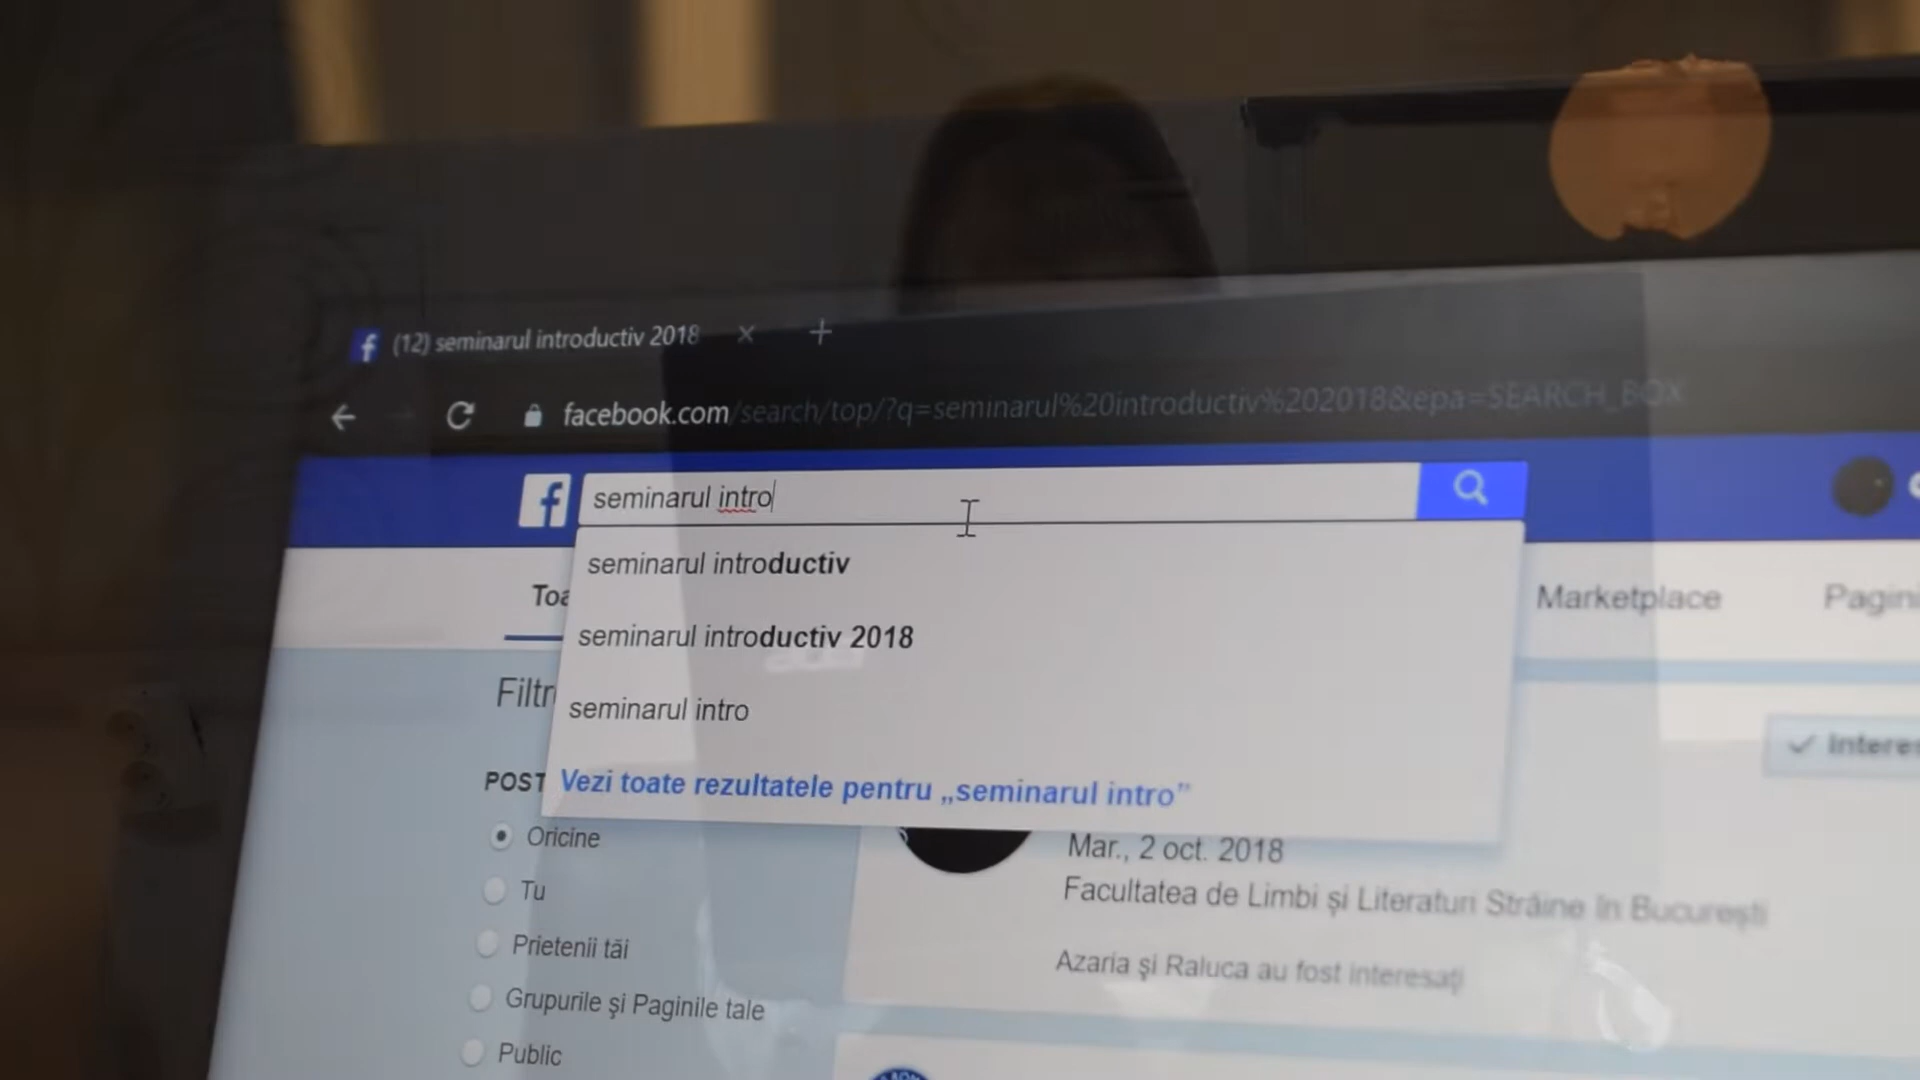 (12) seminarul introductiv 2018
facebook.com/search/top/?q=seminarul%20introductiv%202018&epa=SEARCH_BOX
seminarul intro
seminarul introductiv
Marketplace
seminarul introductiv 2018
seminarul intro
Vezi toate rezultatele pentru „seminarul intro”
Oricine
Mar., 2 oct. 2018
Tu
Facultatea de Limbi și Literaturi Străine în București
Prietenii tăi
Azaria și Raluca au fost interesați
Grupurile și Paginile tale
Public